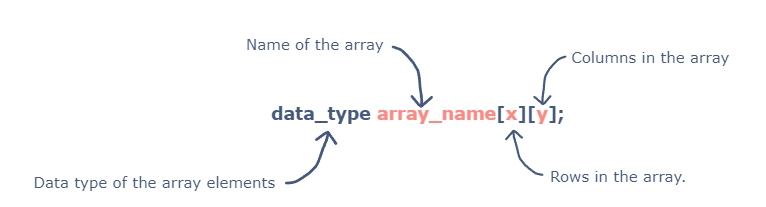 Name of the array
Columns in the array
data_type array_name[x][y];
Data type of the array elements
Rows in the array.